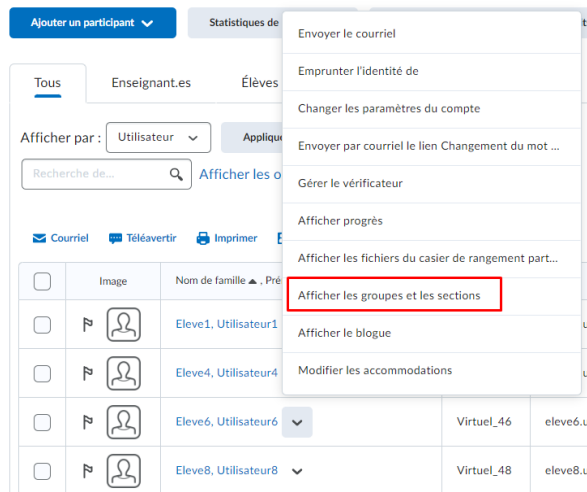 Ajouter un participant
Statistiques de
Tous
Enseignant.es
Élèves
Afficher par :
Utilisateur
Applique
Recherche de...
Afficher les o
Courriel
Téléavertir
Imprimer
Image
Nom de famille ▲ , Pré
Eleve1, Utilisateur1
Eleve4, Utilisateur4
Eleve6, Utilisateur6
Virtuel_46
eleve6.u
Eleve8, Utilisateur8
Virtuel_48
eleve8.u
Envoyer le courriel
Emprunter l'identité de
Changer les paramètres du compte
Envoyer par courriel le lien Changement du mot ...
Gérer le vérificateur
Afficher progrès
Afficher les fichiers du casier de rangement part...
Afficher les groupes et les sections
Afficher le blogue
Modifier les accommodations